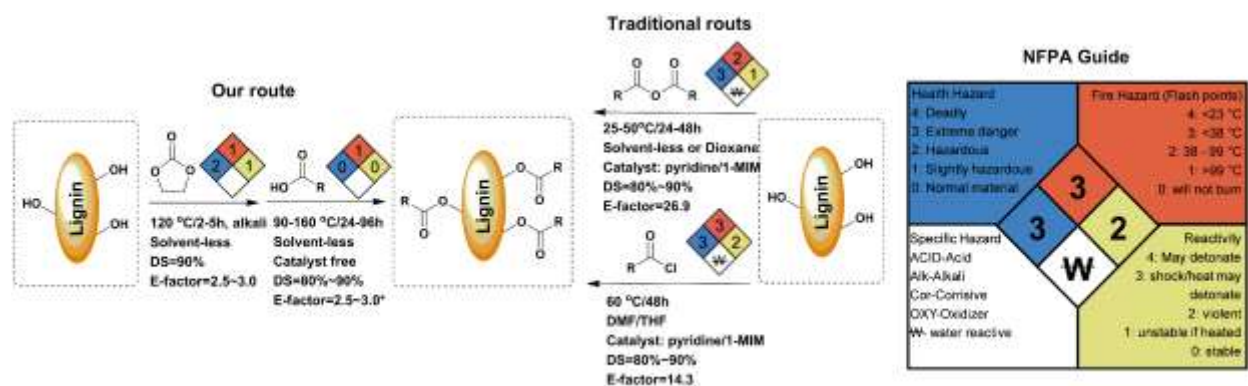 Our route
Lignin
OH
HO
OH
O
O
O
2
1
1
120 °C/2-5h, alkali
Solvent-less
DS=90%
E-factor=2.5~3.0
O
HO
R
0
1
0
90-160 °C/24-96h
Solvent-less
Catalyst free
DS=80%~90%
E-factor=2.5~3.0*
Lignin
O
O
R
R
O
O
O
O
R
Traditional routs
O
O
R
O
R
3
2
1
W
25-50°C/24-48h
Solvent-less or Dioxane
Catalyst: pyridine/1-MIM
DS=80%~90%
E-factor=26.9
O
R
Cl
3
3
2
W
60 °C/48h
DMF/THF
Catalyst: pyridine/1-MIM
DS=80%~90%
E-factor=14.3
Lignin
OH
HO
OH
NFPA Guide
Health Hazard
4: Deadly
3: Extreme danger
2: Hazardous
1: Slightly hazardous
0: Normal material
Fire Hazard (Flash points)
4: <23 °C
3: <38 °C
2: 38 - 99 °C
1: >99 °C
0: will not burn
3
3
2
W
Specific Hazard
ACID-Acid
Alk-Alkali
Cor-Corrisive
OXY-Oxidizer
W- water reactive
Reactivity
4: May detonate
3: shock/heat may
detonate
2: violent
1: unstable if heated
0: stable